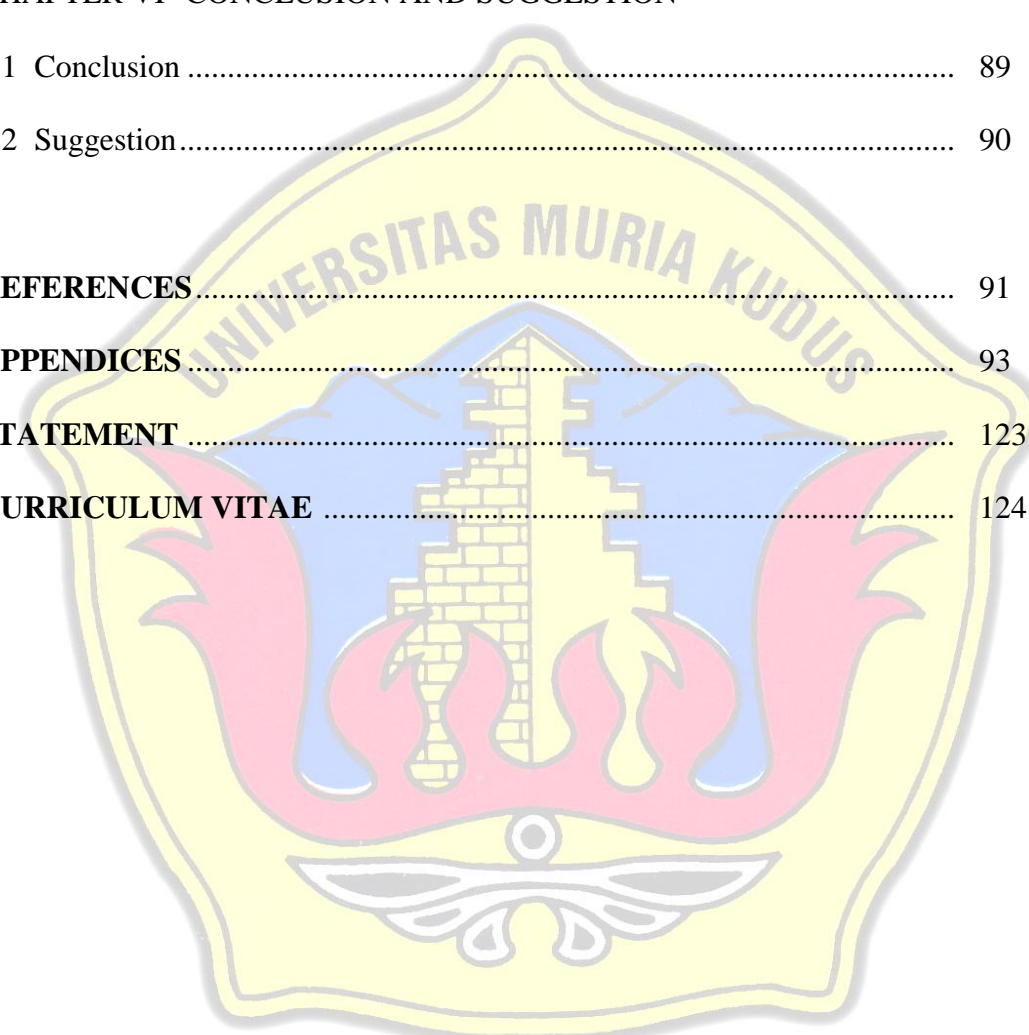 HAPTER VI CONCLUSION AND SUGGESTION
1 Conclusion ................................................................................................ 89
2 Suggestion ................................................................................................. 90
UNIVERSITAS MURIA KUDUS
EFERENCES ............................................................................................... 91
PPENDICES ................................................................................................ 93
TATEMENT ................................................................................................ 123
URRICULUM VITAE ............................................................................... 124